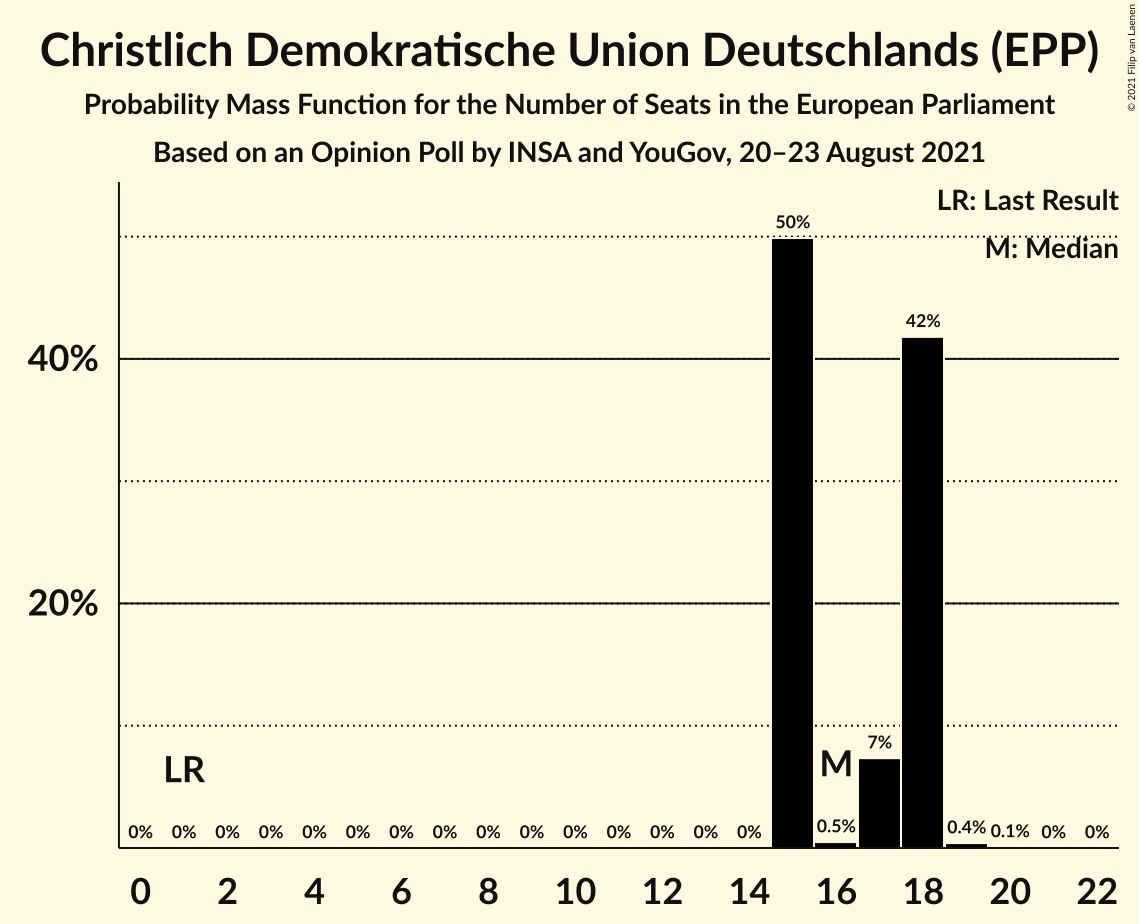 Christlich Demokratische Union Deutschlands (EPP)
Probability Mass Function for the Number of Seats in the European Parliament
Based on an Opinion Poll by INSA and YouGov, 20–23 August 2021
© 2021 Filip van Laenen
LR: Last Result
M: Median
50%
42%
40%
20%
7%
LR
M
0% 0% 0% 0% 0% 0% 0% 0% 0% 0% 0% 0% 0% 0% 0% 0.5% 0.4% 0.1% 0% 0%
0 2 4 6 8 10 12 14 16 18 20 22